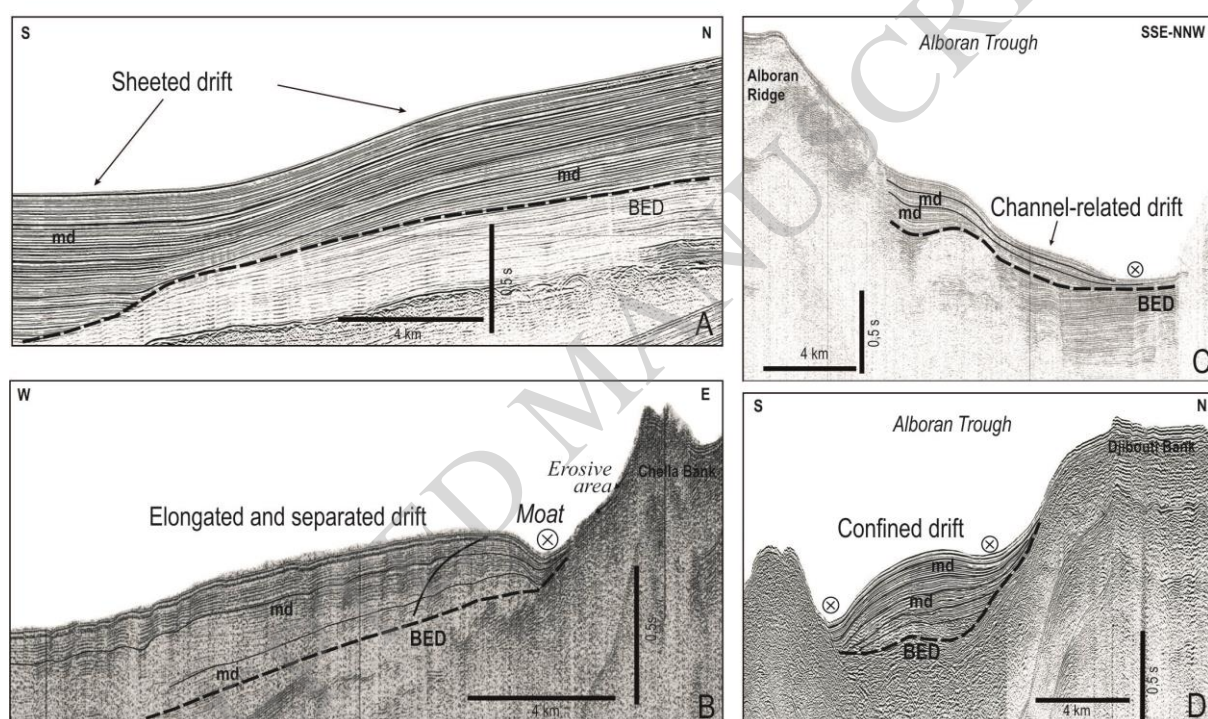 S
N
Sheeted drift
md
md
BED
0.5 s
4 km
A
SSE-NNW
Alboran Trough
Alboran
Ridge
md
md
Channel-related drift
⊗
BED
4 km
0.5 s
C
W
E
Chella Bank
Erosive
area
Elongated and separated drift
Moat
⊗
md
BED
md
0.5s
4 km
B
S
N
Alboran Trough
Djibouti Bank
Confined drift
⊗
⊗
md
md
BED
4 km
0.5 s
D
ED MANUSCRI